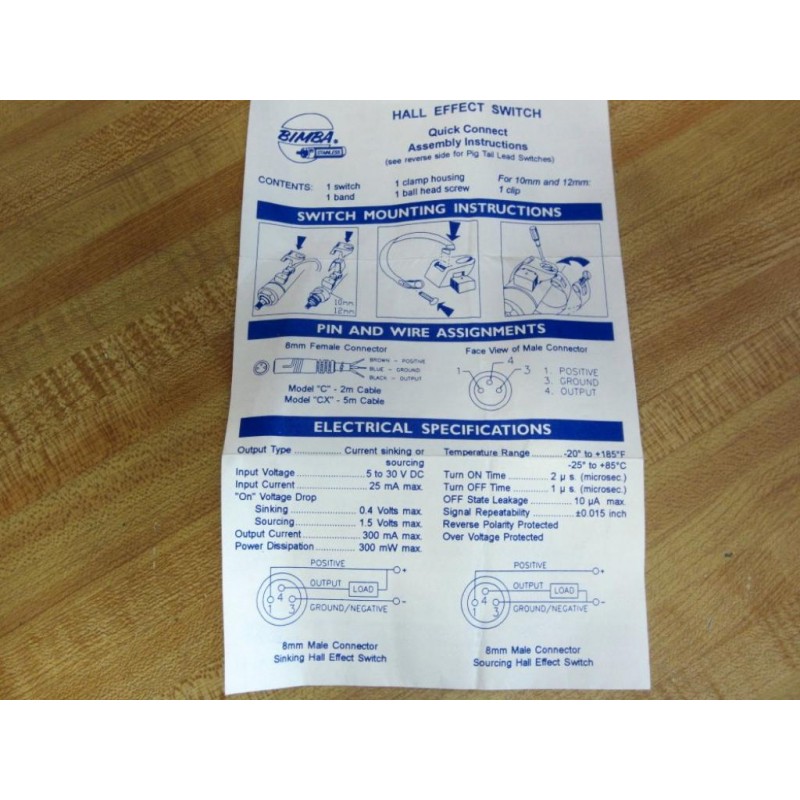 HALL EFFECT SWITCH
BIMBA®
STAINLESS
Quick Connect
Assembly Instructions
(see reverse side for Pig Tail Lead Switches)
CONTENTS: 1 switch 1 clamp housing For 10mm and 12mm:
1 band 1 ball head screw 1 clip
SWITCH MOUNTING INSTRUCTIONS
10mm
12mm
PIN AND WIRE ASSIGNMENTS
8mm Female Connector
BROWN - POSITIVE
BLUE - GROUND
BLACK - OUTPUT
Model "C" - 2m Cable
Model "CX" - 5m Cable
Face View of Male Connector
4
1 3
1. POSITIVE
3. GROUND
4. OUTPUT
ELECTRICAL SPECIFICATIONS
Output Type .................. Current sinking or
sourcing
Input Voltage .................. 5 to 30 V DC
Input Current .................. 25 mA max.
"On" Voltage Drop
Sinking .................. 0.4 Volts max.
Sourcing .................. 1.5 Volts max.
Output Current .................. 300 mA max.
Power Dissipation .................. 300 mW max.
Temperature Range .......... -20° to +185°F
-25° to +85°C
Turn ON Time .................. 2 µ s. (microsec.)
Turn OFF Time .................. 1 µ s. (microsec.)
OFF State Leakage .................. 10 µA max.
Signal Repeatability .................. ±0.015 inch
Reverse Polarity Protected
Over Voltage Protected
POSITIVE +
OUTPUT LOAD
4
1 3
GROUND/NEGATIVE -
8mm Male Connector
Sinking Hall Effect Switch
POSITIVE +
OUTPUT LOAD
4
1 3
GROUND/NEGATIVE -
8mm Male Connector
Sourcing Hall Effect Switch